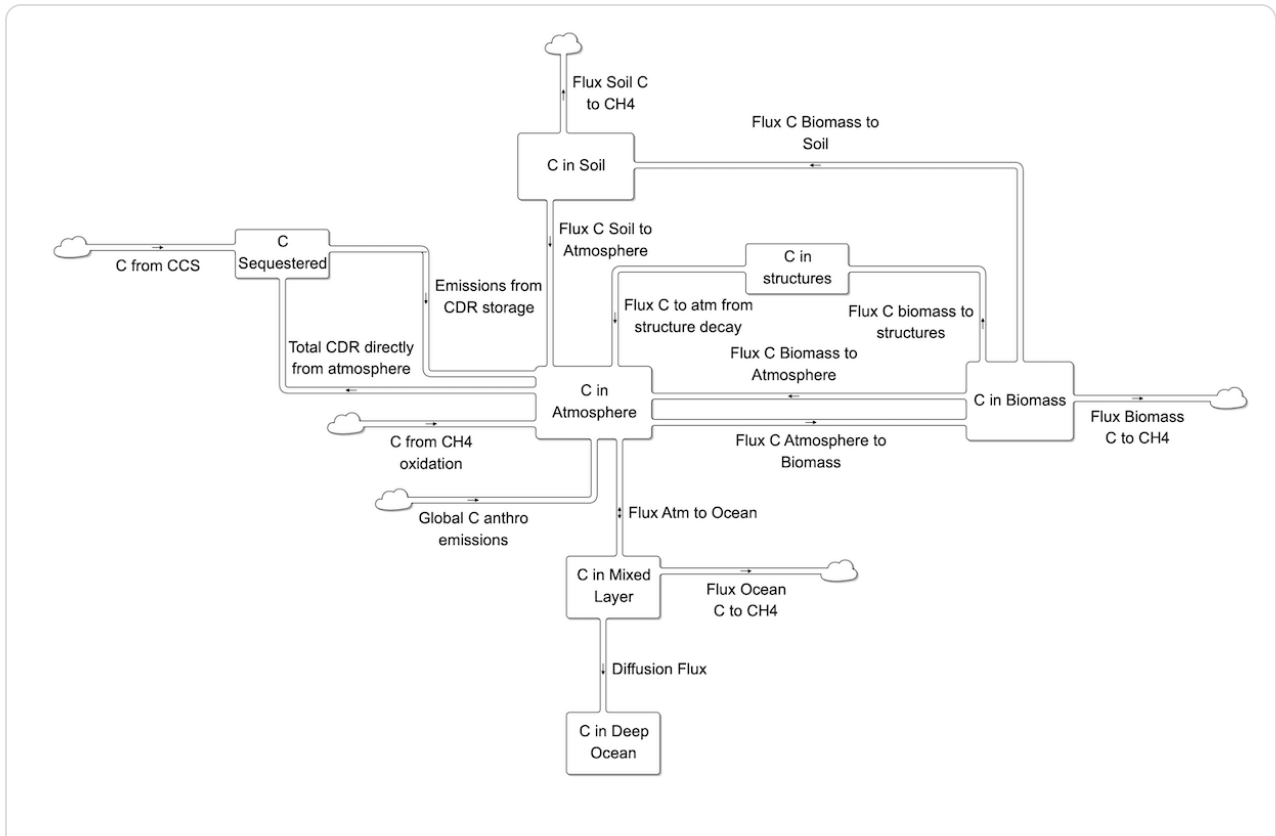 Flux Soil C
to CH4
Flux C Biomass to
Soil
C in Soil
Flux C Soil to
Atmosphere
C
Sequestered
C from CCS
C in
structures
Emissions from
CDR storage
Flux C to atm from
structure decay
Flux C biomass to
structures
Total CDR directly
from atmosphere
Flux C Biomass to
Atmosphere
C in
Atmosphere
C in Biomass
Flux Biomass
C to CH4
C from CH4
oxidation
Flux C Atmosphere to
Biomass
Global C anthro
emissions
Flux Atm to Ocean
C in Mixed
Layer
Flux Ocean
C to CH4
Diffusion Flux
C in Deep
Ocean